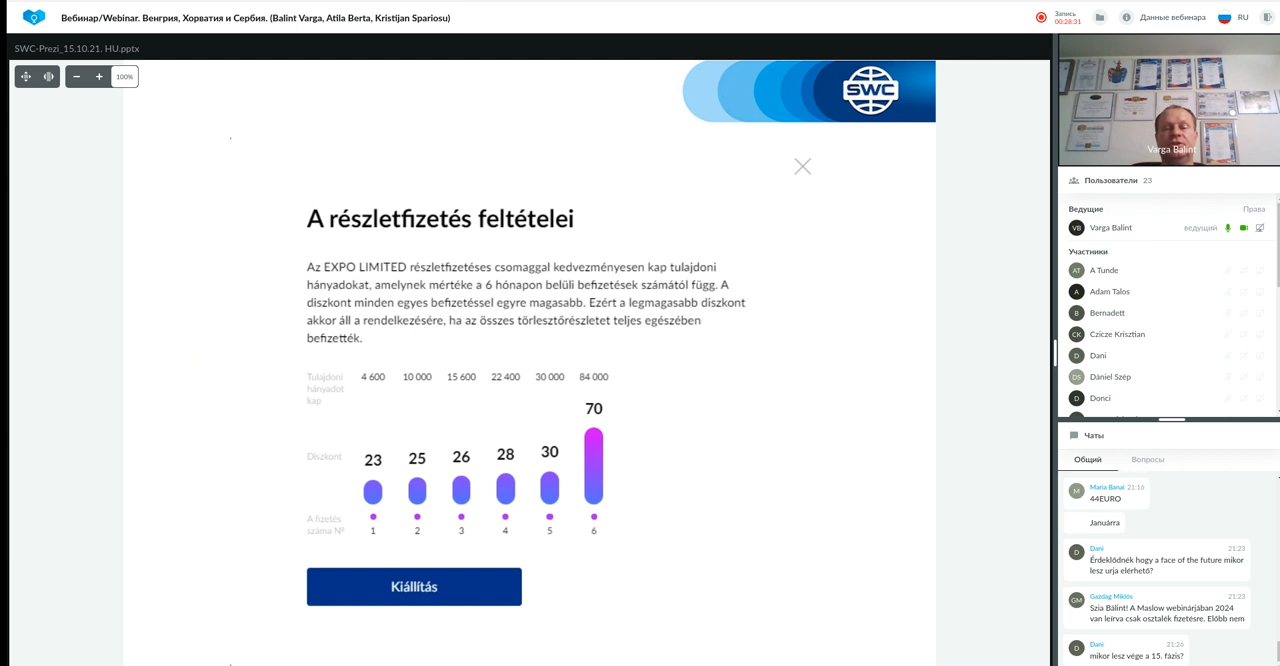 Вебинар/Webinar. Венгрия, Хорватия и Сербия. (Balint Varga, Atila Berta, Kristijan Spariosu)
Запись
00:28:31
Данные вебинара
RU
SWC-Prezi_15.10.21. HU.pptx
100%
SWC
A részletfizetés feltételei
Az EXPO LIMITED részletfizetéses csomaggal kedvezményesen kap tulajdoni
hányadokat, amelynek mértéke a 6 hónapon belüli befizetések számától függ. A
diszkont minden egyes befizetéssel egyre magasabb. Ezért a legmagasabb diszkont
akkor áll a rendelkezésére, ha az összes törlesztőrészletet teljes egészében
befizették.
Tulajdoni
hányadot
kap
4 600 10 000 15 600 22 400 30 000 84 000
Diszkont
23 25 26 28 30 70
A fizetés
száma №
1 2 3 4 5 6
Kiállítás
Varga Balint
Пользователи 23
Ведущие Права
VB Varga Balint ведущий
Участники
AT A Tunde
A Adam Talos
B Bernadett
CK Czicze Krisztian
D Dani
DS Dániel Szép
D Donci
Чаты
Общий Вопросы
M Maria Banai 21:16
44EURO
Januárra
D Dani 21:23
Érdeklődnék hogy a face of the future mikor
lesz urja elérhető?
GM Gazdag Miklós 21:23
Szia Bálint! A Maslow webinárjában 2024
van leírva csak osztalék fizetésre. Előbb nem
D Dani 21:26
mikor lesz vége a 15. fázis?